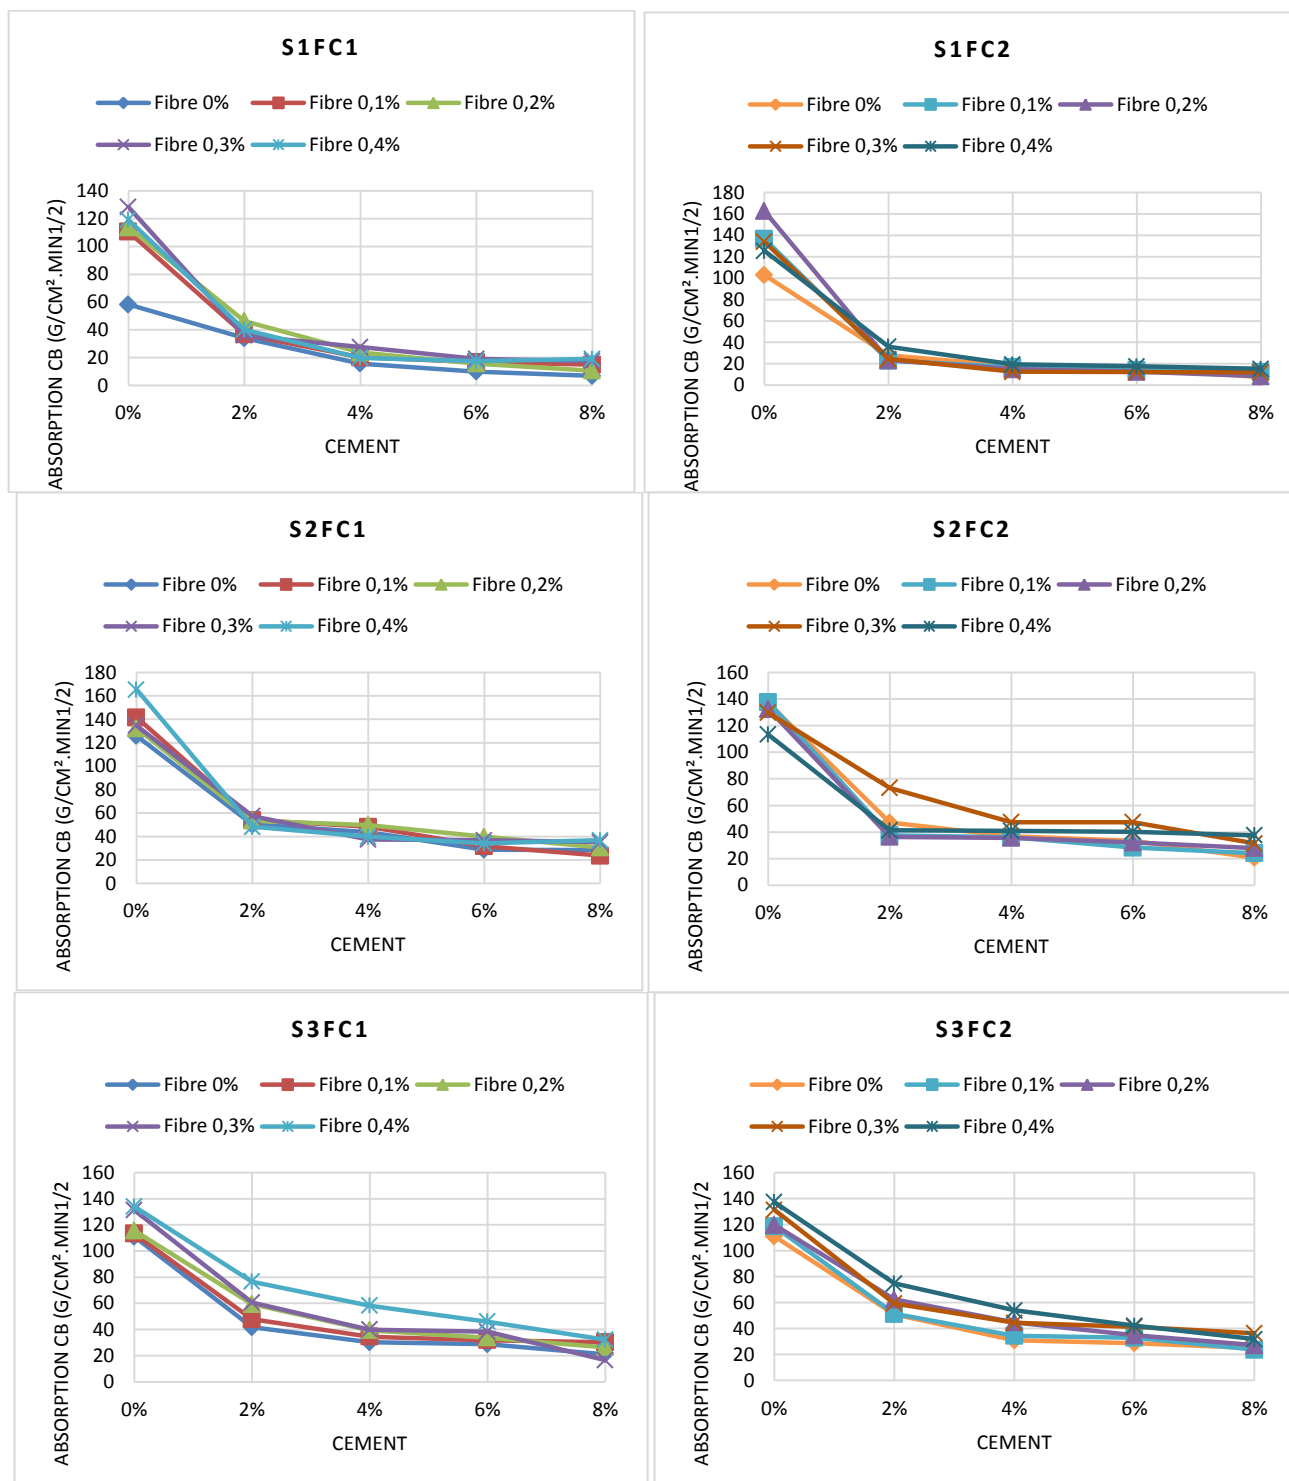 S1FC1
Fibre 0% Fibre 0,1% Fibre 0,2%
Fibre 0,3% Fibre 0,4%
ABSORPTION CB (G/CM².MIN1/2)
140
120
100
80
60
40
20
0
0% 2% 4% 6% 8%
CEMENT
S1FC2
Fibre 0% Fibre 0,1% Fibre 0,2%
Fibre 0,3% Fibre 0,4%
ABSORPTION CB (G/CM².MIN1/2)
180
160
140
120
100
80
60
40
20
0
0% 2% 4% 6% 8%
CEMENT
S2FC1
Fibre 0% Fibre 0,1% Fibre 0,2%
Fibre 0,3% Fibre 0,4%
ABSORPTION CB (G/CM².MIN1/2)
180
160
140
120
100
80
60
40
20
0
0% 2% 4% 6% 8%
CEMENT
S2FC2
Fibre 0% Fibre 0,1% Fibre 0,2%
Fibre 0,3% Fibre 0,4%
ABSORPTION CB (G/CM².MIN1/2)
160
140
120
100
80
60
40
20
0
0% 2% 4% 6% 8%
CEMENT
S3FC1
Fibre 0% Fibre 0,1% Fibre 0,2%
Fibre 0,3% Fibre 0,4%
ABSORPTION CB (G/CM².MIN1/2
160
140
120
100
80
60
40
20
0
0% 2% 4% 6% 8%
CEMENT
S3FC2
Fibre 0% Fibre 0,1% Fibre 0,2%
Fibre 0,3% Fibre 0,4%
ABSORPTION CB (G/CM².MIN1/2
160
140
120
100
80
60
40
20
0
0% 2% 4% 6% 8%
CEMENT